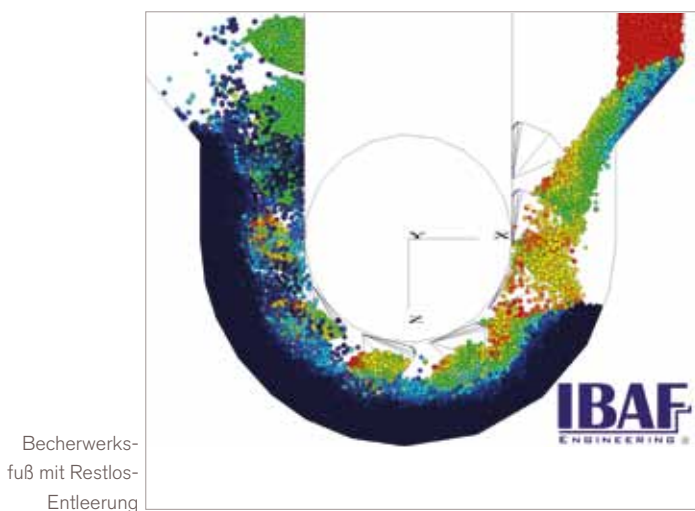 Becherwerks-
fuß mit Restlos-
Entleerung
IBAF
ENGINEERING